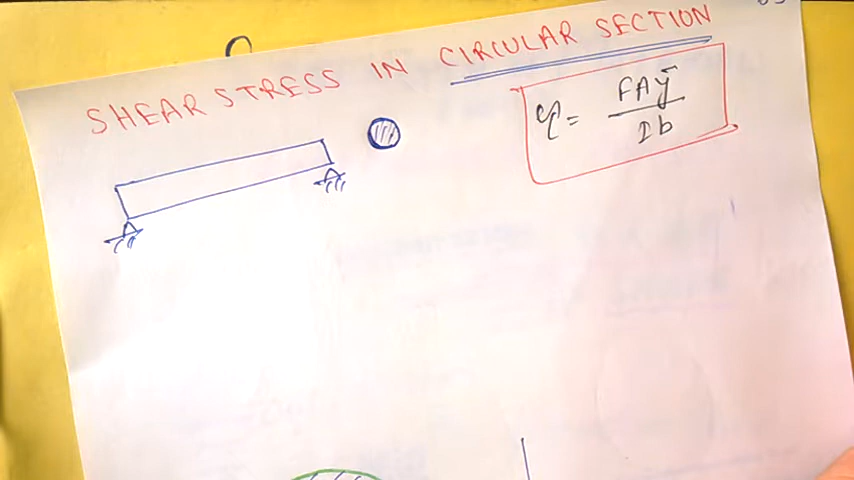 SHEAR STRESS IN CIRCULAR SECTION
q = FAȳ / Ib